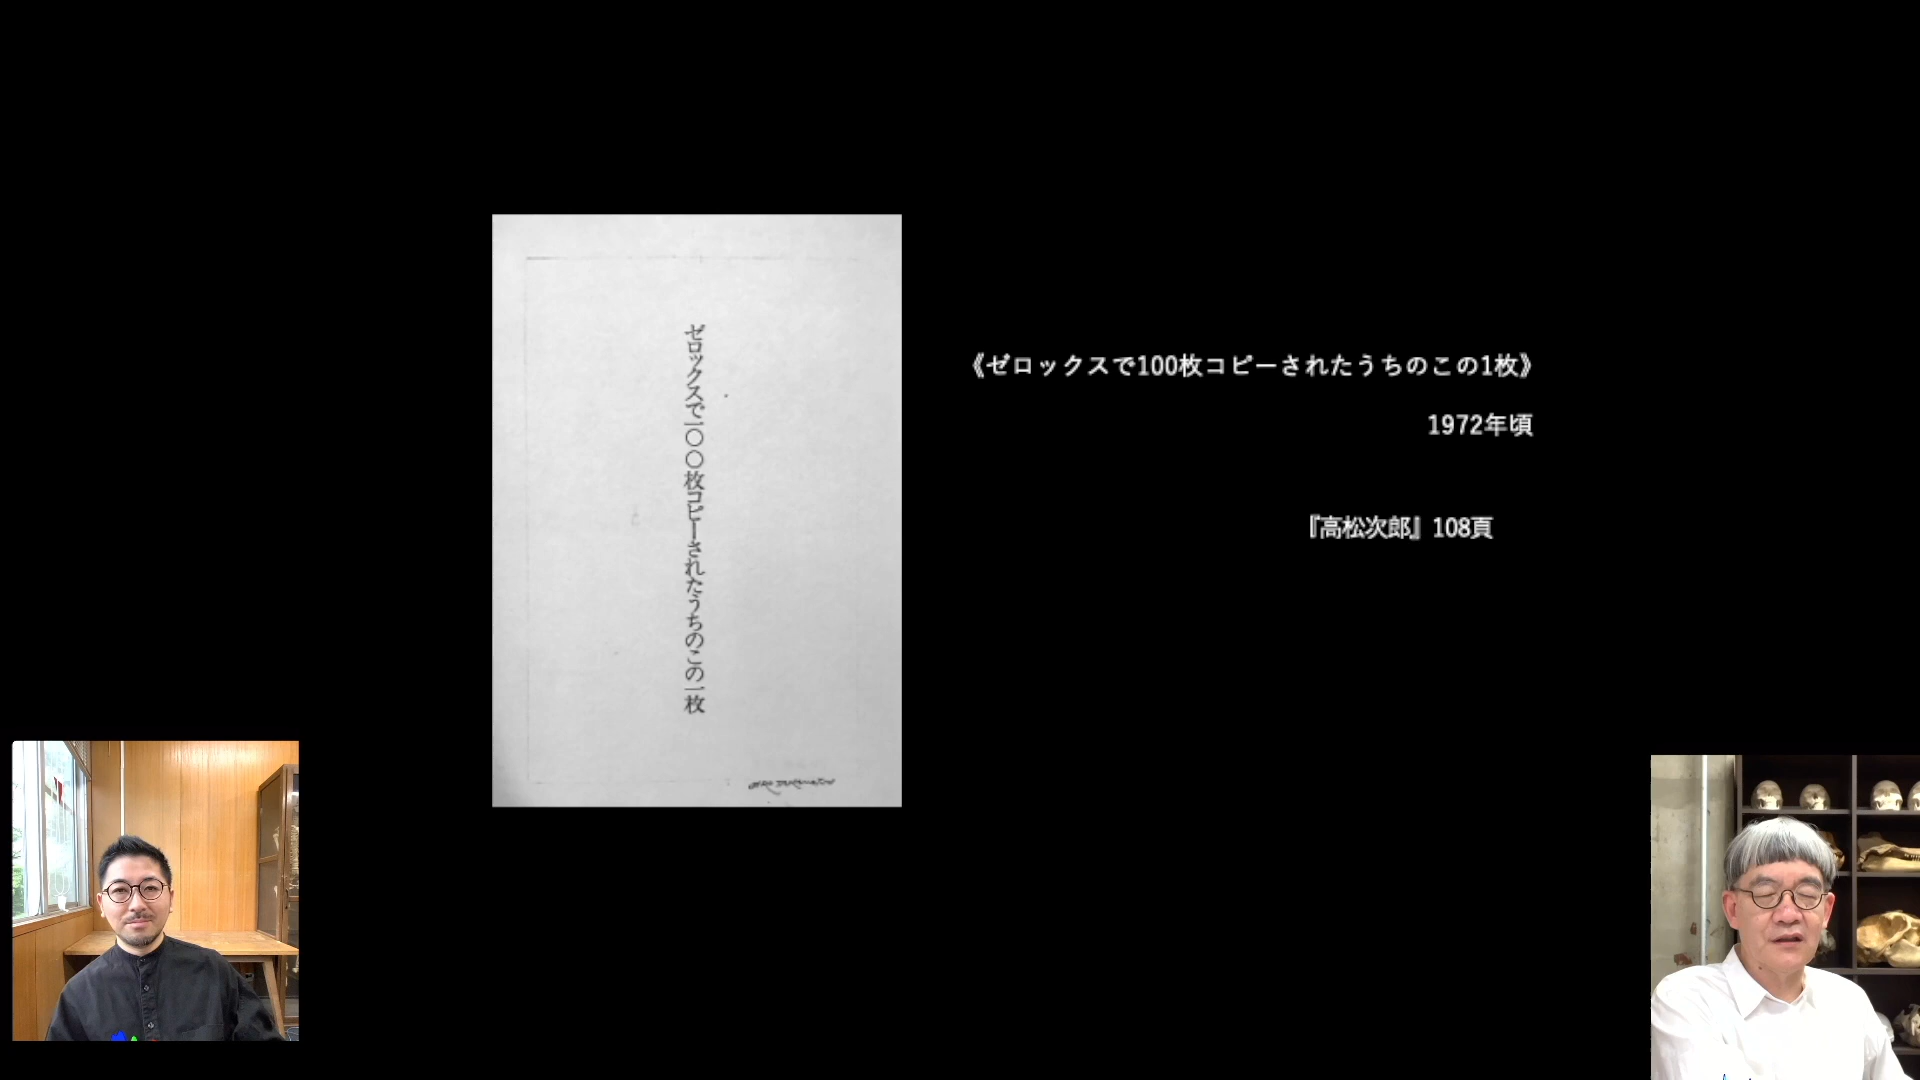 ゼロックスで一〇〇枚コピーされたうちのこの一枚
JIRO TAKAMATSU
《ゼロックスで100枚コピーされたうちのこの1枚》
1972年頃
『高松次郎』108頁